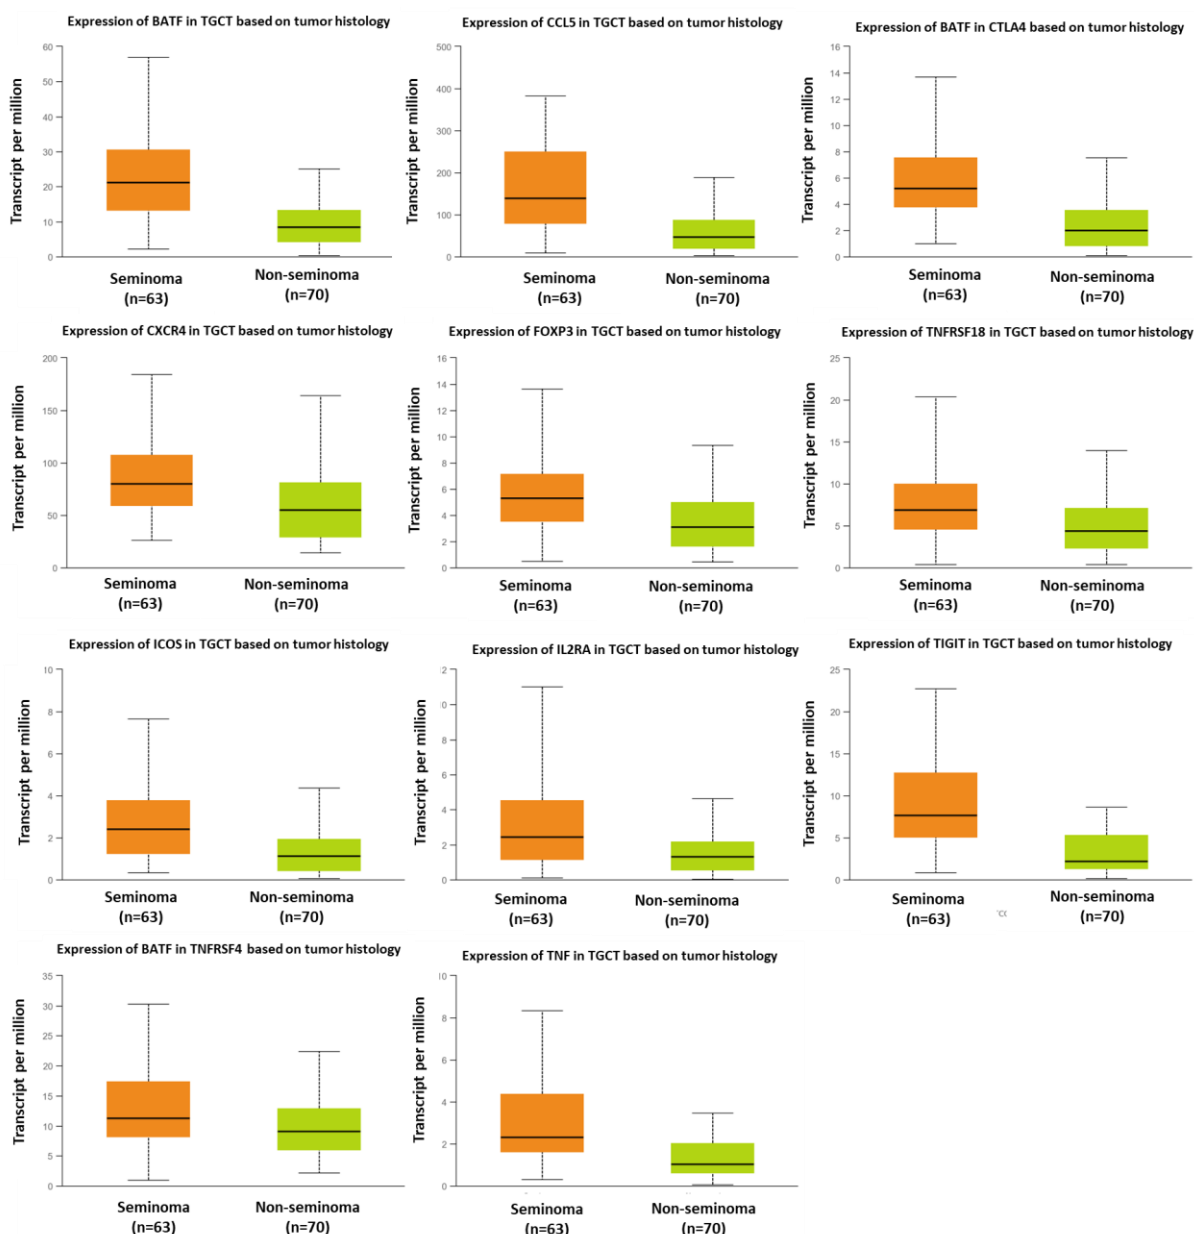 Expression of BATF in TGCT based on tumor histology
Transcript per million
60
50
40
30
20
10
0
Seminoma
(n=63)
Non-seminoma
(n=70)
Expression of CCL5 in TGCT based on tumor histology
Transcript per million
500
400
300
200
100
0
Seminoma
(n=63)
Non-seminoma
(n=70)
Expression of BATF in CTLA4 based on tumor histology
Transcript per million
16
14
12
10
8
6
4
2
0
Seminoma
(n=63)
Non-seminoma
(n=70)
Expression of CXCR4 in TGCT based on tumor histology
Transcript per million
200
150
100
50
0
Seminoma
(n=63)
Non-seminoma
(n=70)
Expression of FOXP3 in TGCT based on tumor histology
Transcript per million
16
14
12
10
8
6
4
2
0
Seminoma
(n=63)
Non-seminoma
(n=70)
Expression of TNFRSF18 in TGCT based on tumor histology
Transcript per million
25
20
15
10
5
0
Seminoma
(n=63)
Non-seminoma
(n=70)
Expression of ICOS in TGCT based on tumor histology
Transcript per million
10
8
6
4
2
0
Seminoma
(n=63)
Non-seminoma
(n=70)
Expression of IL2RA in TGCT based on tumor histology
Transcript per million
2
0
8
6
4
2
0
Seminoma
(n=63)
Non-seminoma
(n=70)
Expression of TIGIT in TGCT based on tumor histology
Transcript per million
25
20
15
10
5
0
Seminoma
(n=63)
Non-seminoma
(n=70)
Expression of BATF in TNFRSF4 based on tumor histology
Transcript per million
35
30
25
20
15
10
5
0
Seminoma
(n=63)
Non-seminoma
(n=70)
Expression of TNF in TGCT based on tumor histology
Transcript per million
10
8
6
4
2
0
Seminoma
(n=63)
Non-seminoma
(n=70)